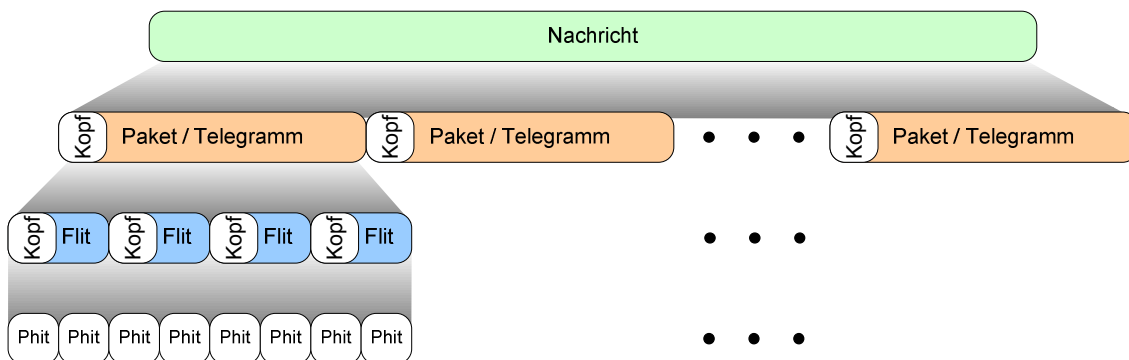 Nachricht
Kopf Paket / Telegramm Kopf Paket / Telegramm Kopf Paket / Telegramm
Kopf Flit Kopf Flit Kopf Flit Kopf Flit
Phit Phit Phit Phit Phit Phit Phit Phit